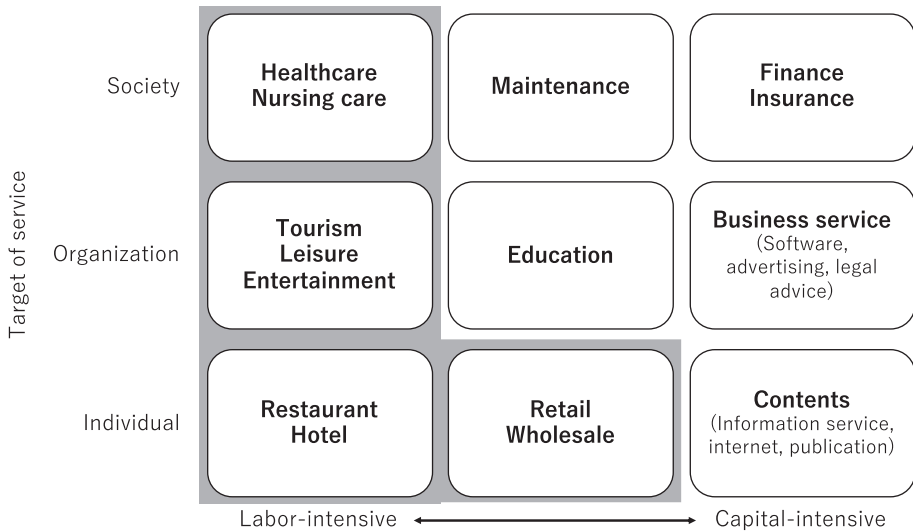 Target of service
Society
Healthcare
Nursing care
Maintenance
Finance
Insurance
Organization
Tourism
Leisure
Entertainment
Education
Business service
(Software,
advertising, legal
advice)
Individual
Restaurant
Hotel
Retail
Wholesale
Contents
(Information service,
internet, publication)
Labor-intensive
Capital-intensive